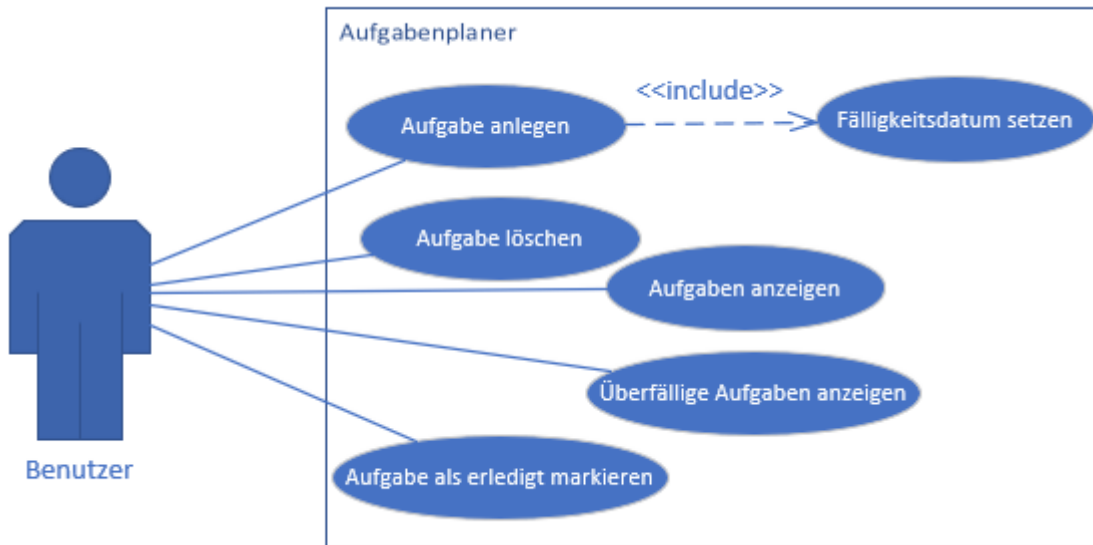 Aufgabenplaner
<<include>>
Aufgabe anlegen
Fälligkeitsdatum setzen
Aufgabe löschen
Aufgaben anzeigen
Überfällige Aufgaben anzeigen
Aufgabe als erledigt markieren
Benutzer